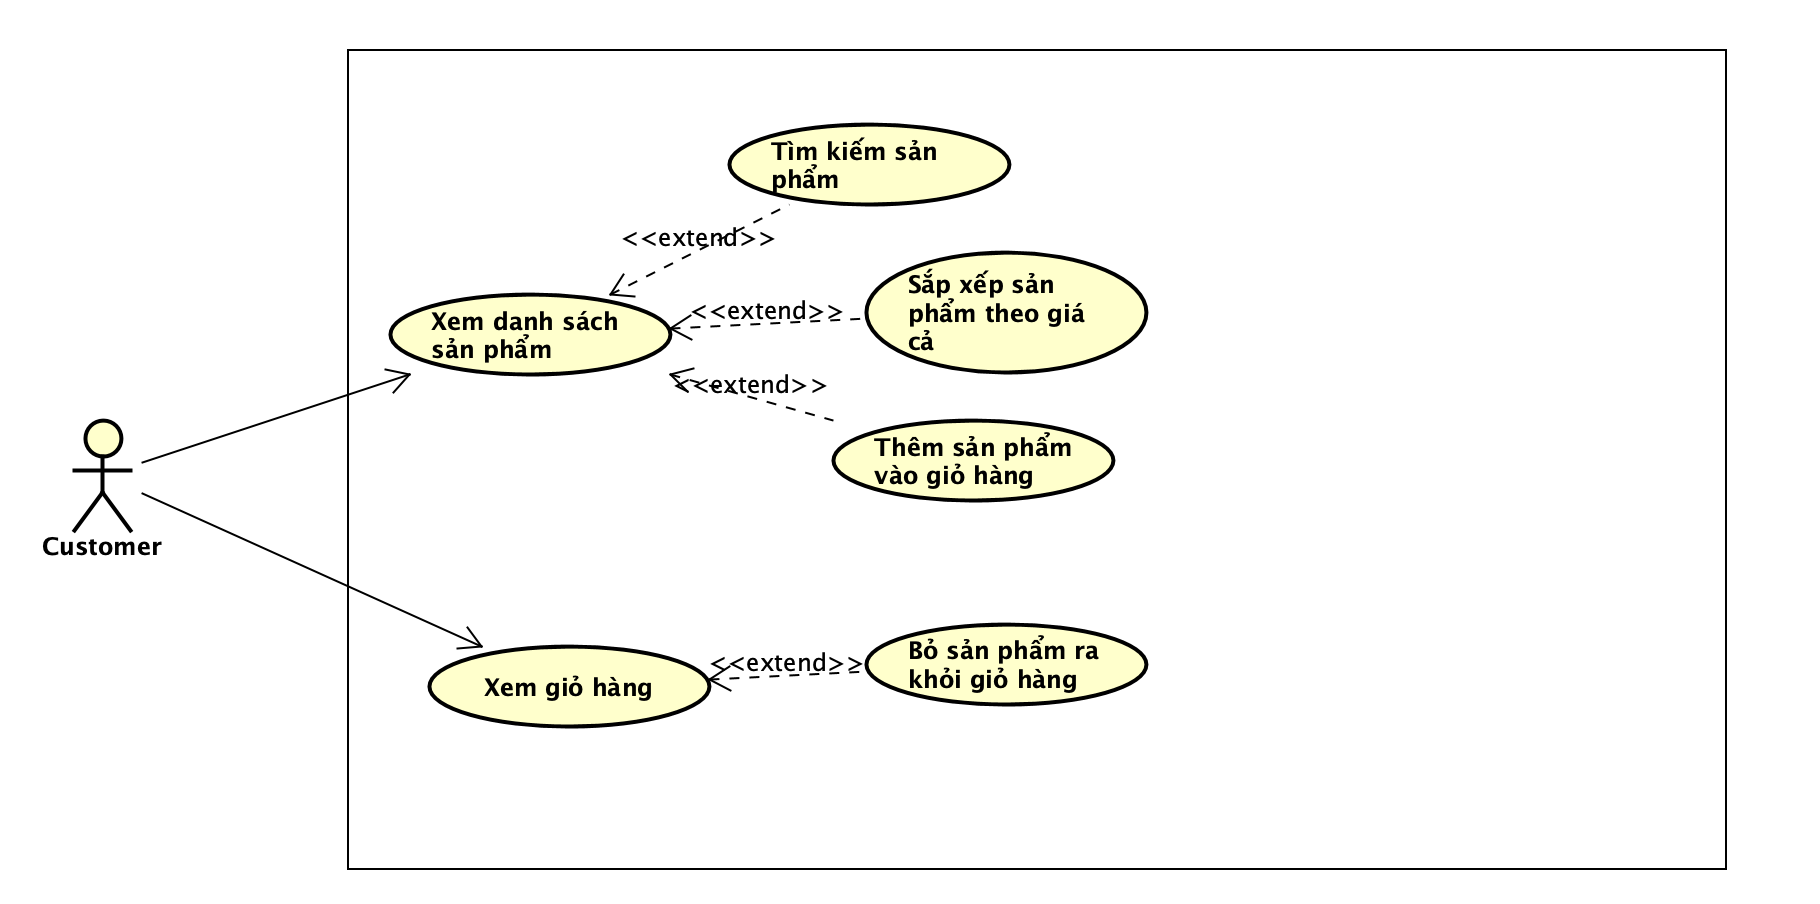 Tìm kiếm sản
phẩm
<<extend>>
Sắp xếp sản
phẩm theo giá
cả
<<extend>>
Xem danh sách
sản phẩm
<<extend>>
Thêm sản phẩm
vào giỏ hàng
Customer
Bỏ sản phẩm ra
khỏi giỏ hàng
<<extend>>
Xem giỏ hàng